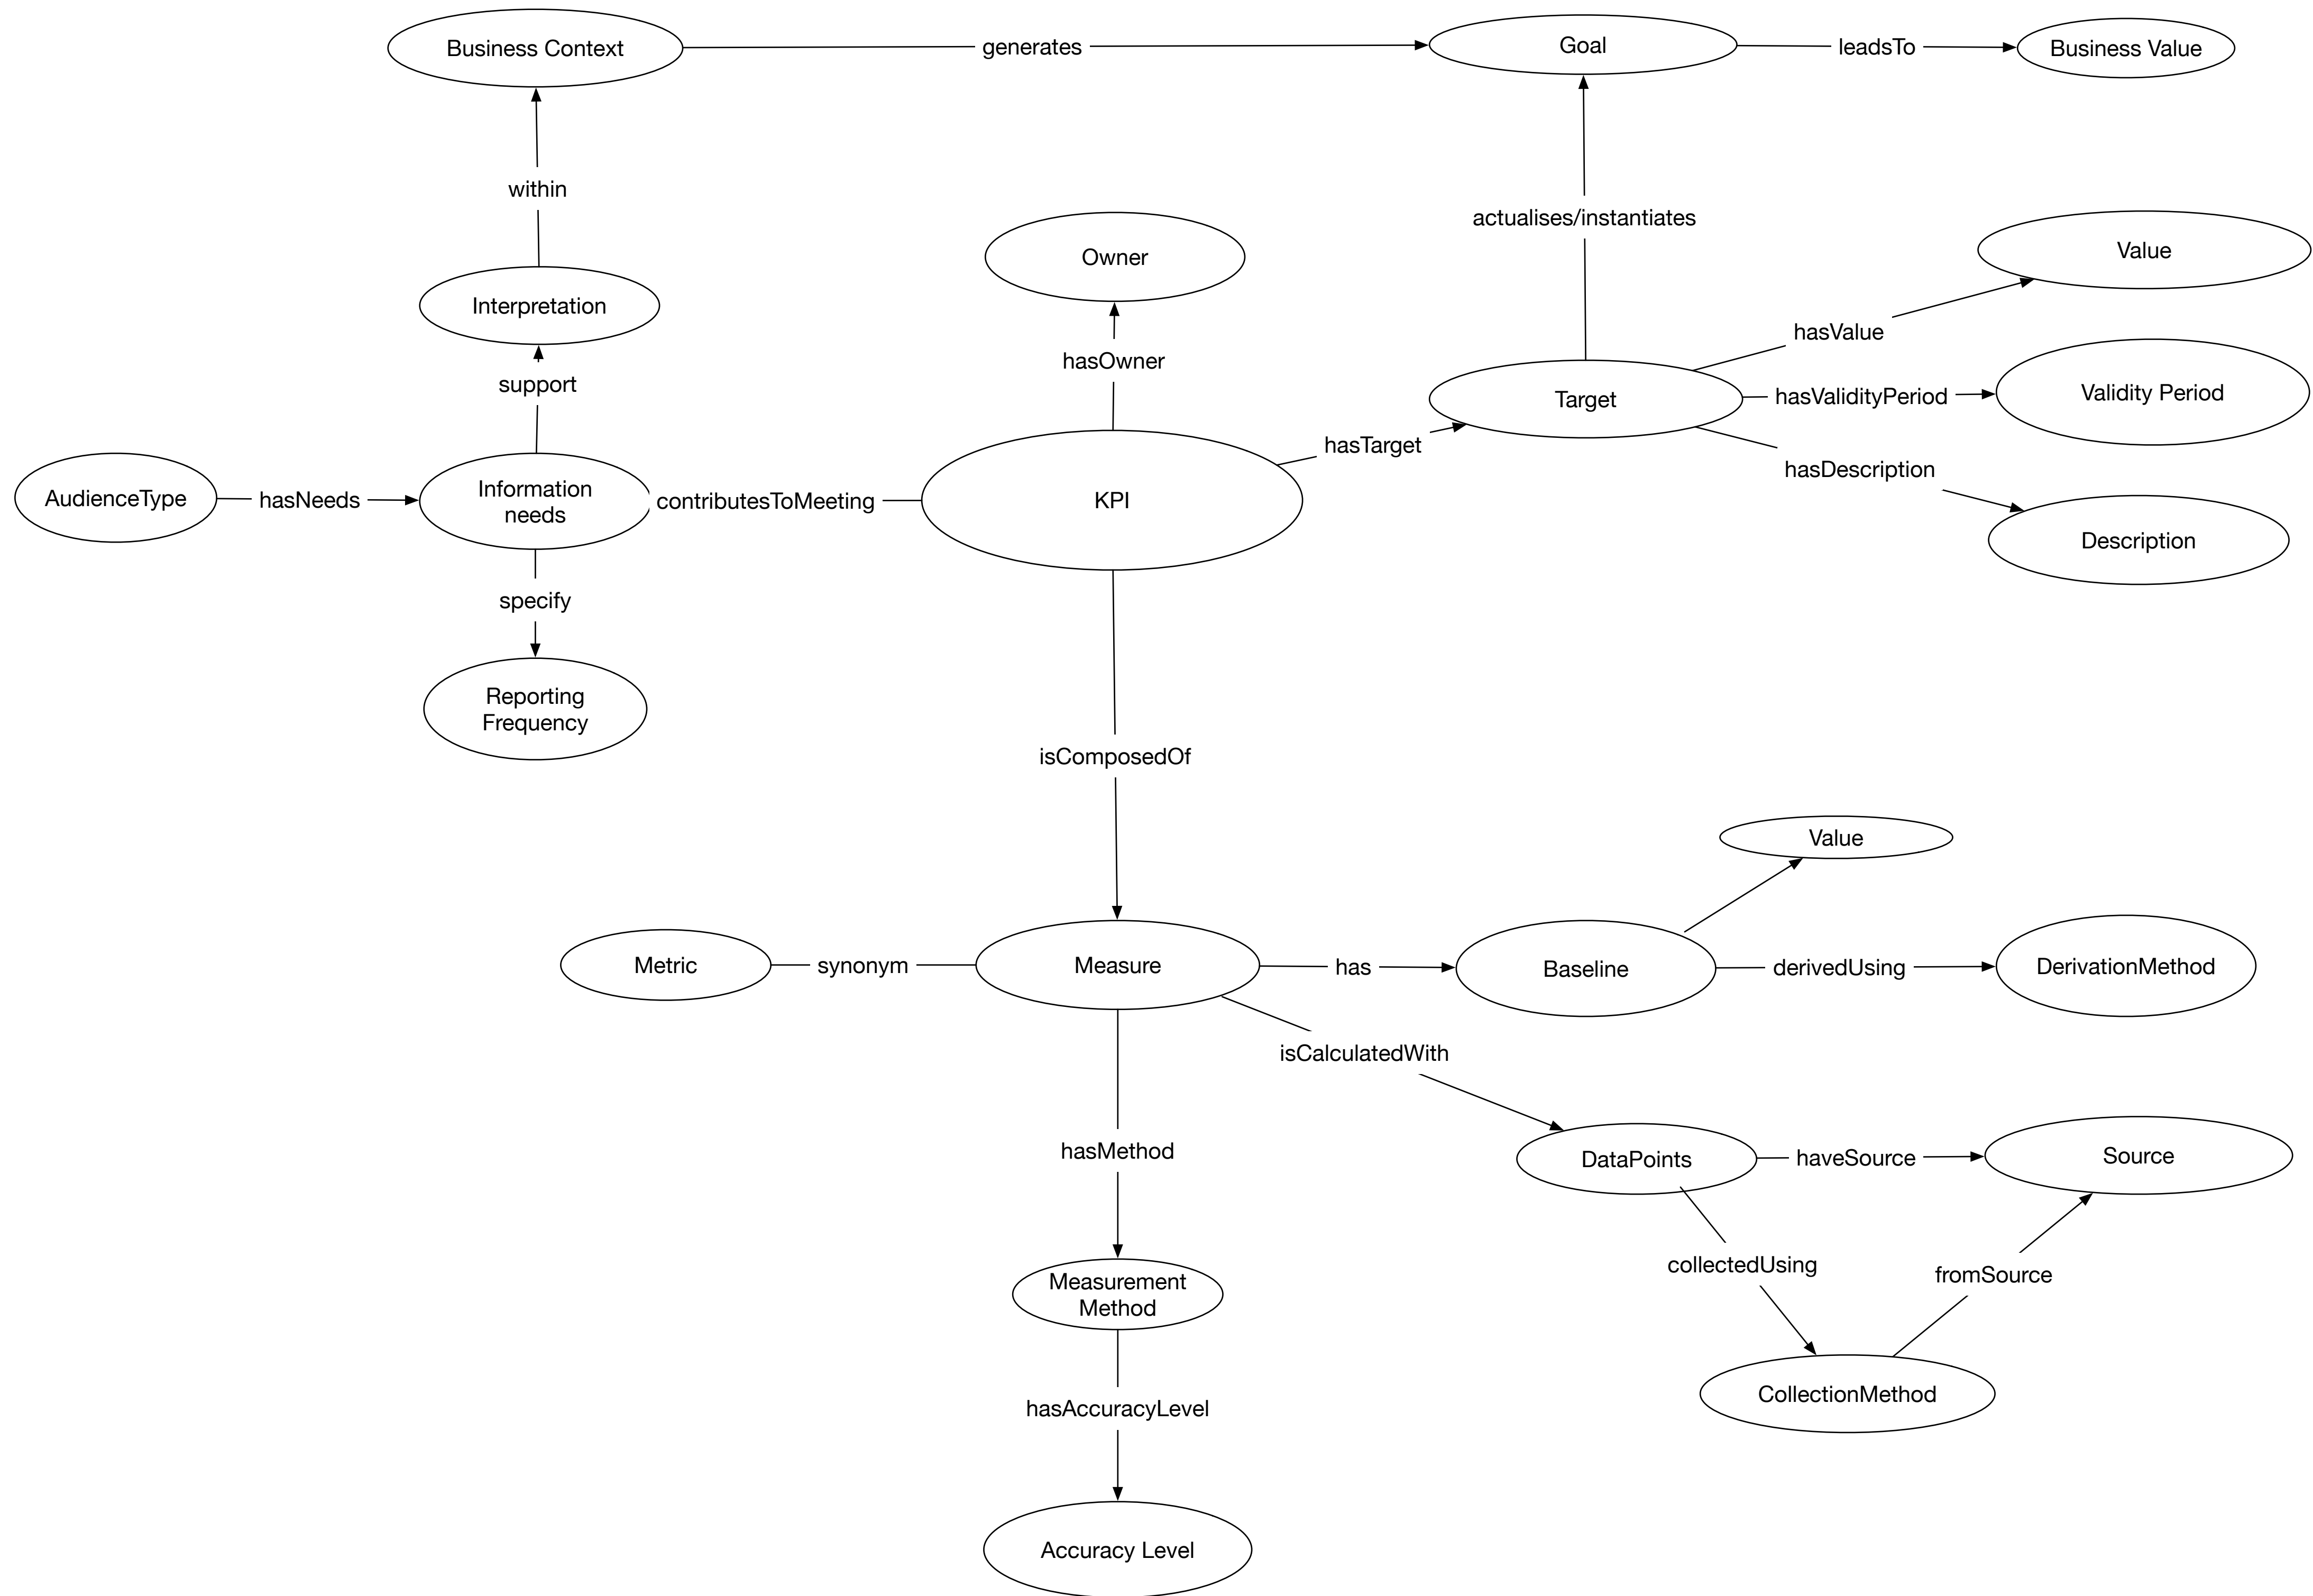 Business Context
generates
Goal
leadsTo
Business Value
within
actualises/instantiates
Owner
Value
Interpretation
hasValue
hasOwner
support
Target
hasValidityPeriod
Validity Period
hasTarget
hasDescription
AudienceType
hasNeeds
Information
needs
contributesToMeeting
KPI
Description
specify
Reporting
Frequency
isComposedOf
Value
Metric
synonym
Measure
has
Baseline
derivedUsing
DerivationMethod
isCalculatedWith
hasMethod
DataPoints
haveSource
Source
collectedUsing
fromSource
Measurement
Method
CollectionMethod
hasAccuracyLevel
Accuracy Level